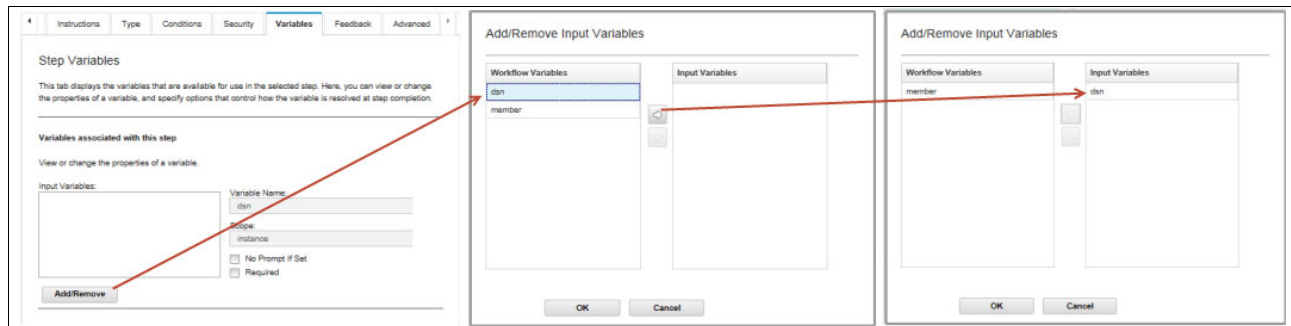 Instructions Type Conditions Security Variables Feedback Advanced
Step Variables
This tab displays the variables that are available for use in the selected step. Here, you can view or change
the properties of a variable, and specify options that control how the variable is resolved at step completion.
Variables associated with this step
View or change the properties of a variable.
Input Variables:
Variable Name:
dsn
Scope:
instance
No Prompt If Set
Required
Add/Remove
Add/Remove Input Variables
Workflow Variables Input Variables
dsn
member
OK Cancel
Add/Remove Input Variables
Workflow Variables Input Variables
member dsn
OK Cancel